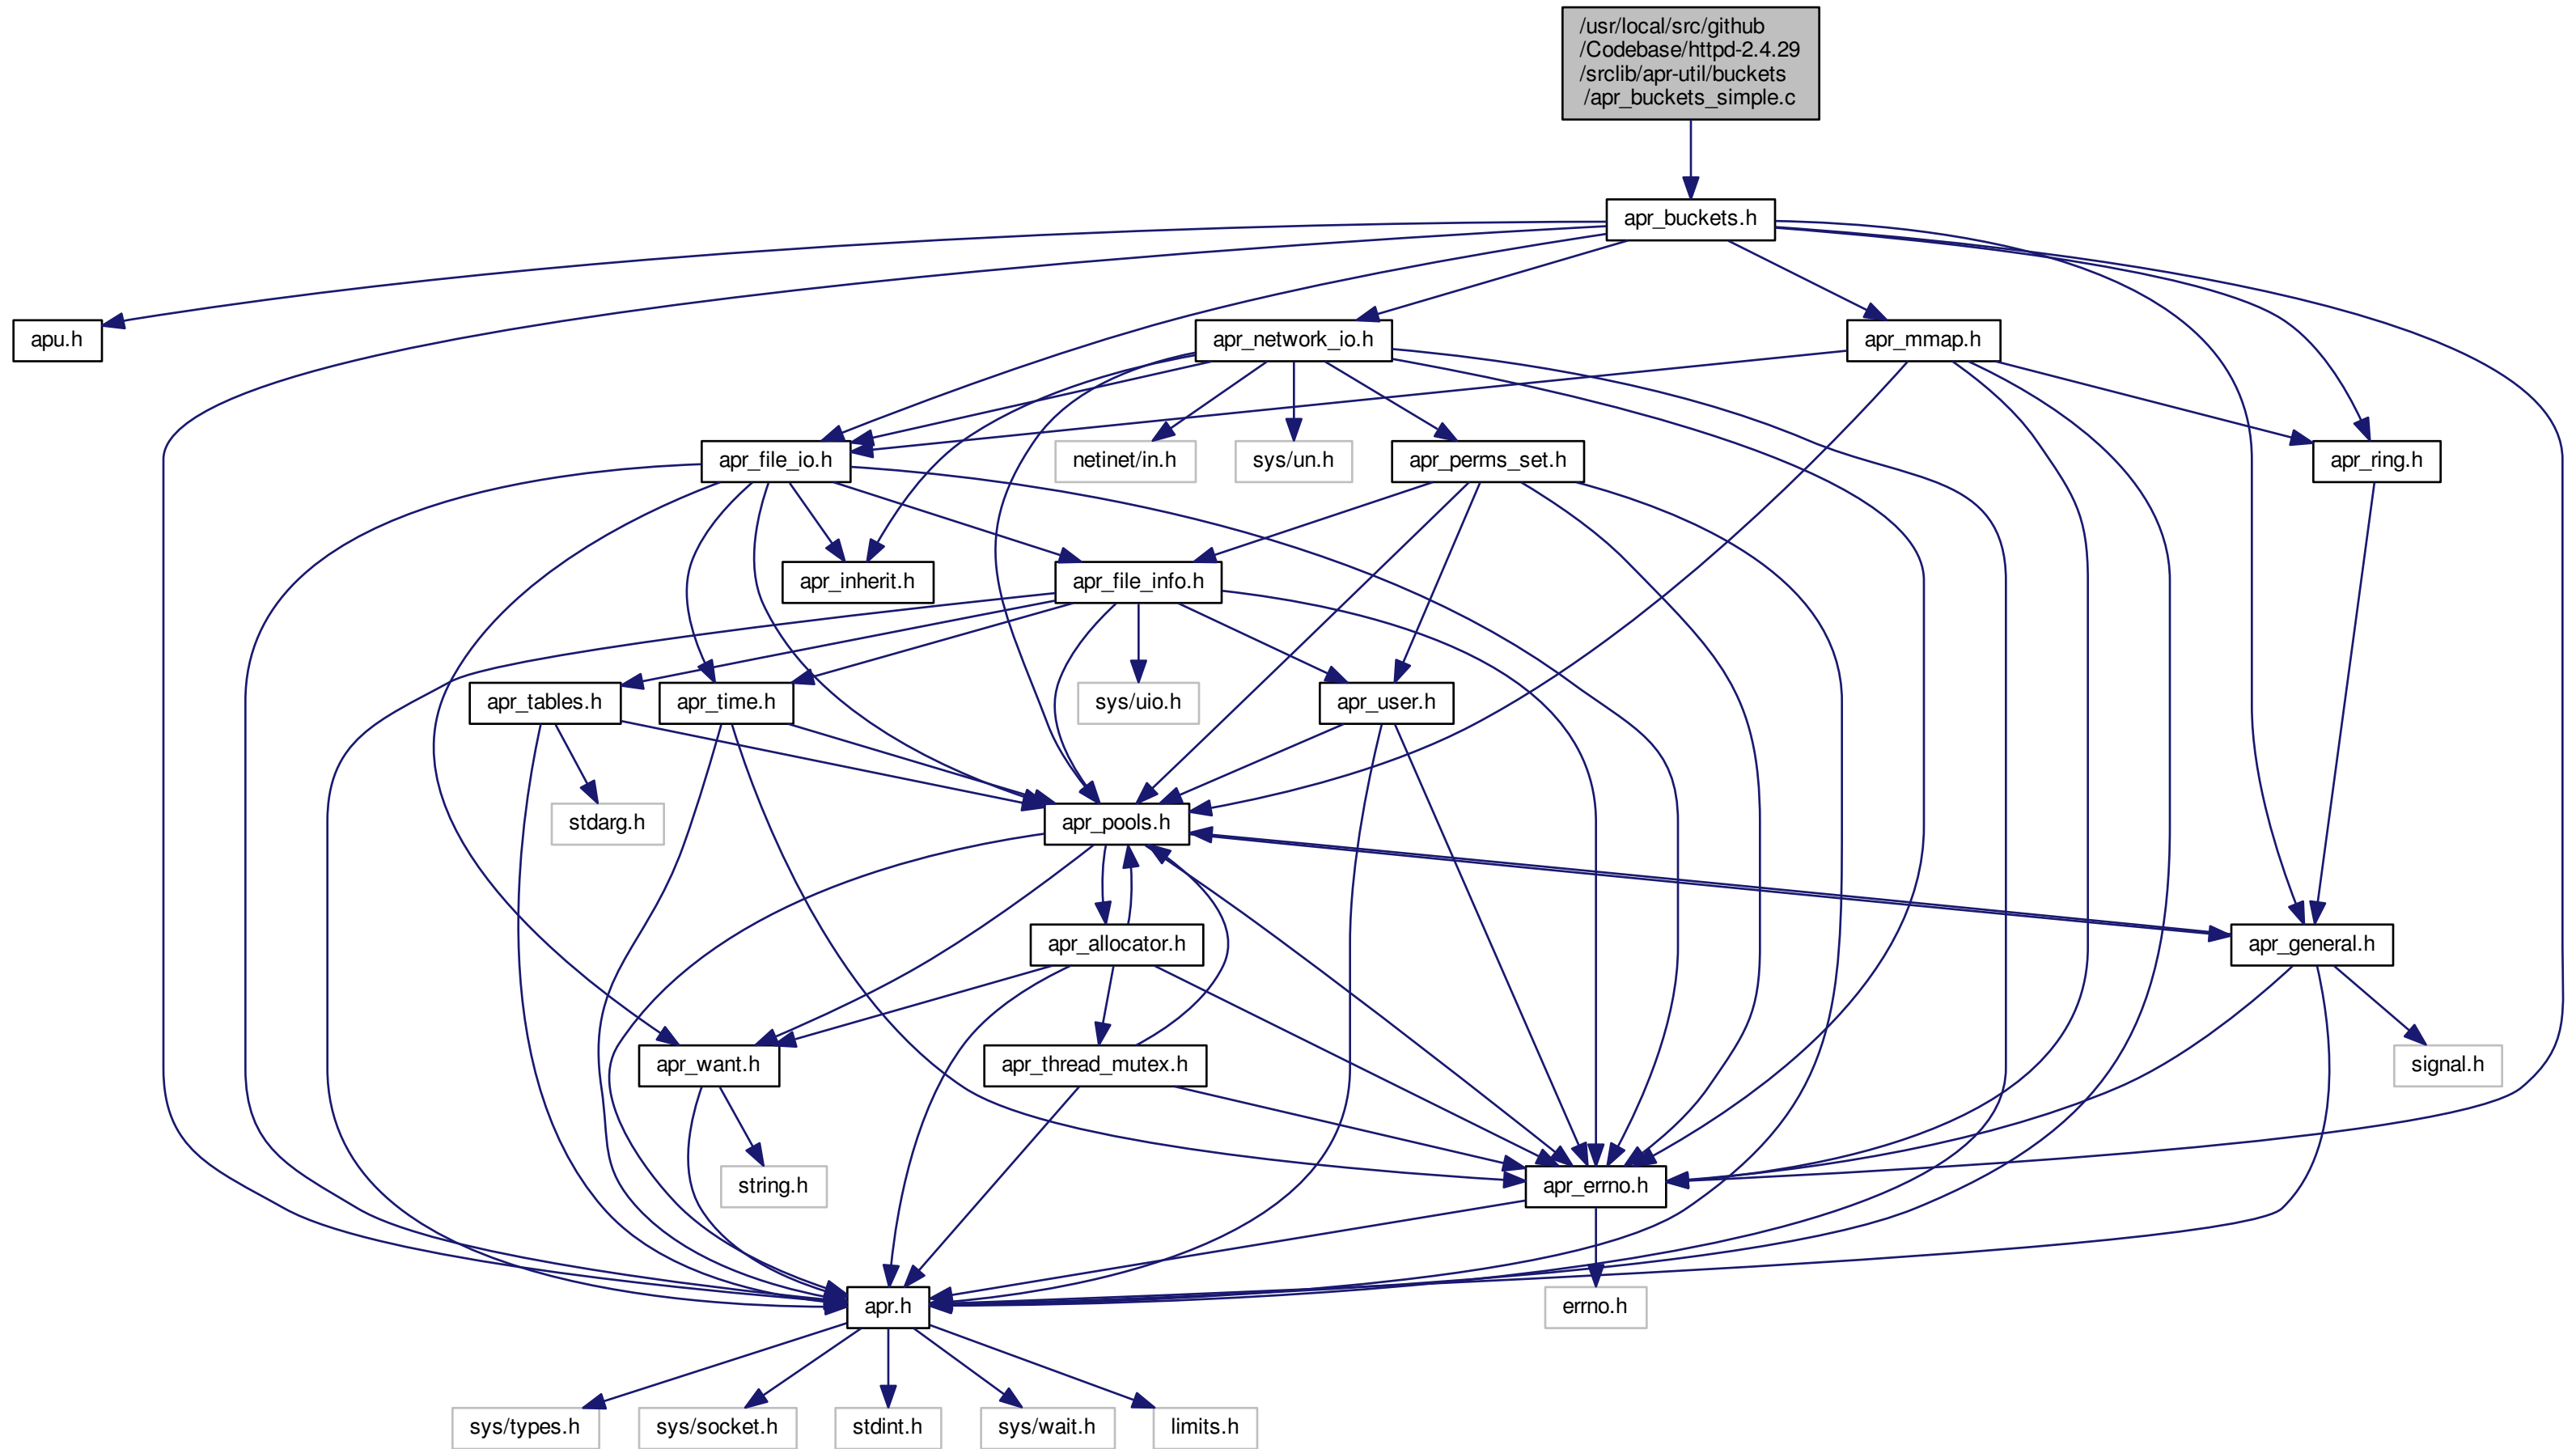 /usr/local/src/github
/Codebase/httpd-2.4.29
/srclib/apr-util/buckets
/apr_buckets_simple.c
apr_buckets.h
apu.h
apr_network_io.h
apr_mmap.h
apr_file_io.h
netinet/in.h
sys/un.h
apr_perms_set.h
apr_ring.h
apr_inherit.h
apr_file_info.h
apr_tables.h
apr_time.h
sys/uio.h
apr_user.h
stdarg.h
apr_pools.h
apr_allocator.h
apr_general.h
apr_want.h
apr_thread_mutex.h
signal.h
string.h
apr_errno.h
apr.h
errno.h
sys/types.h
sys/socket.h
stdint.h
sys/wait.h
limits.h